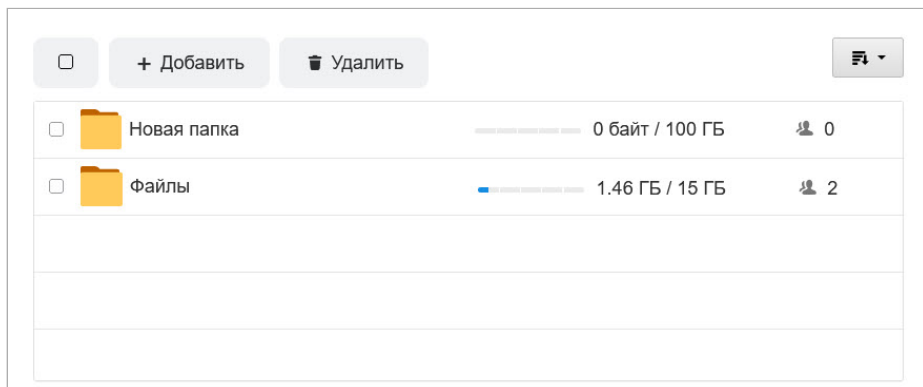 + Добавить Удалить
Новая папка 0 байт / 100 ГБ 0
Файлы 1.46 ГБ / 15 ГБ 2